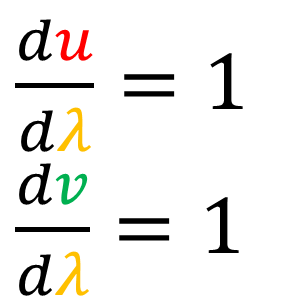 du/dλ = 1
dv/dλ = 1